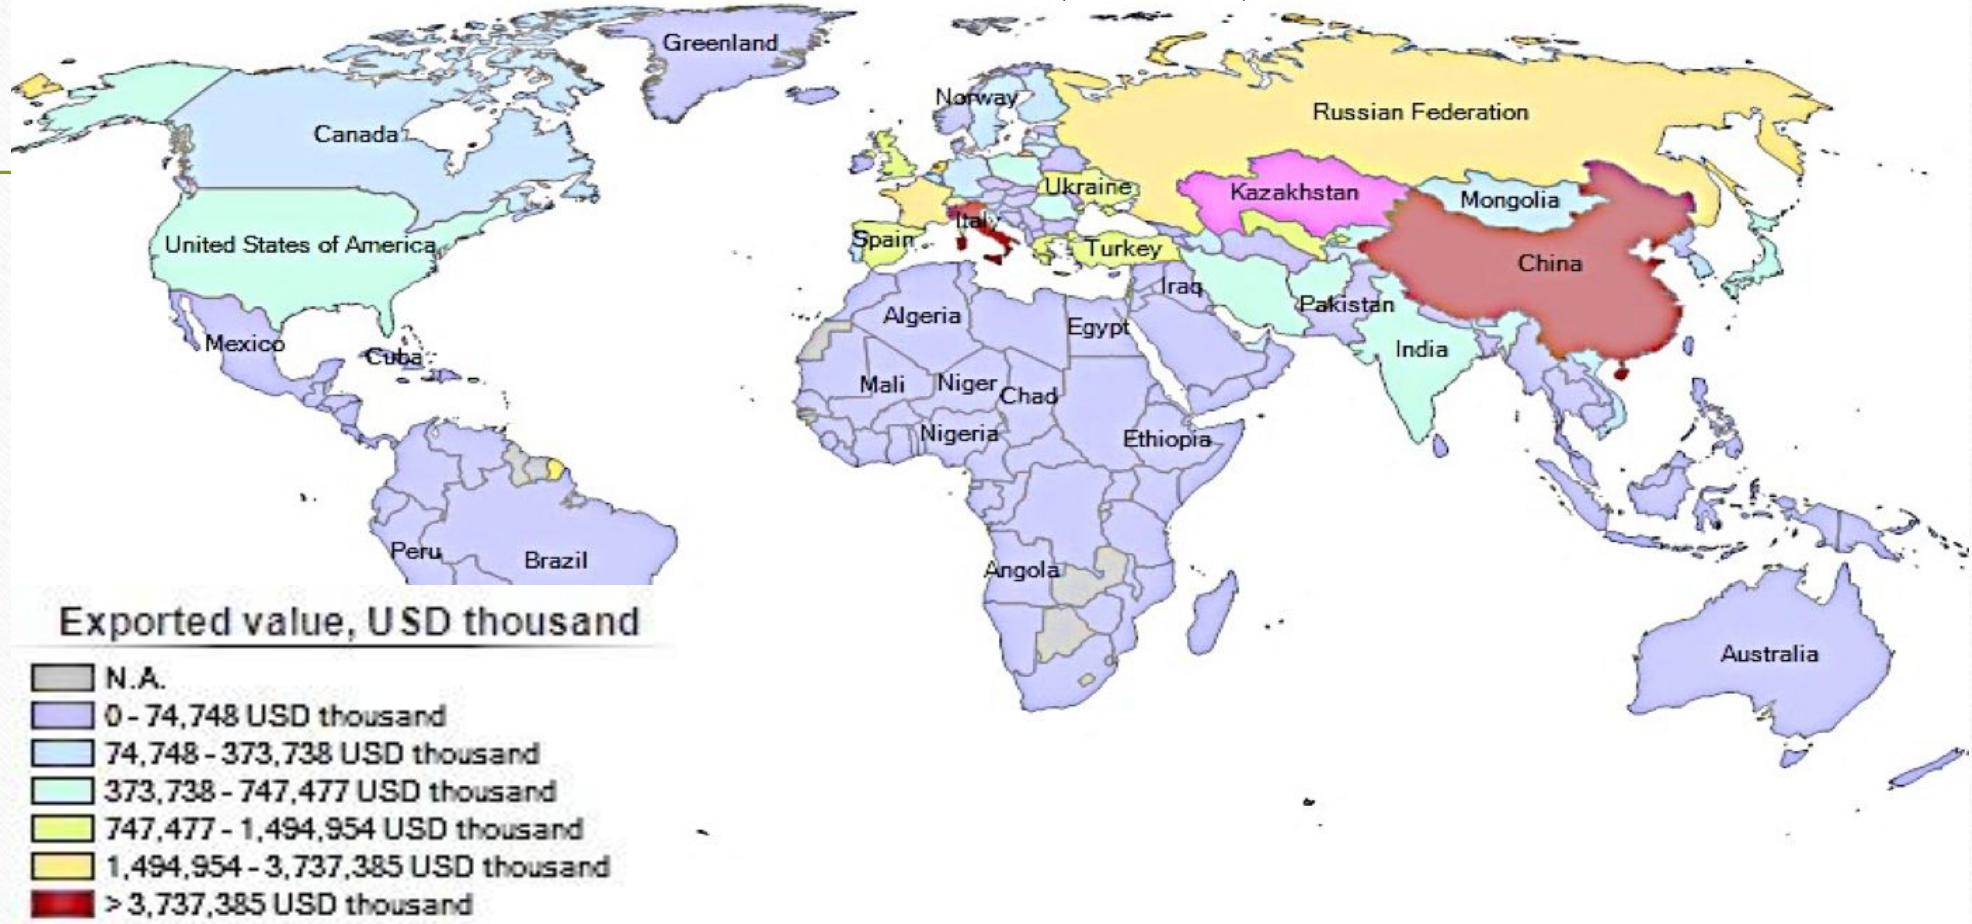 Greenland
Norway
Russian Federation
Canada
Ukraine
Kazakhstan
Mongolia
Italy
United States of America
Spain
Turkey
China
Iraq
Pakistan
Algeria
Egypt
Mexico
Cuba
India
Mali
Niger
Chad
Nigeria
Ethiopia
Peru
Brazil
Angola
Australia
Exported value, USD thousand
N.A.
0 - 74,748 USD thousand
74,748 - 373,738 USD thousand
373,738 - 747,477 USD thousand
747,477 - 1,494,954 USD thousand
1,494,954 - 3,737,385 USD thousand
> 3,737,385 USD thousand